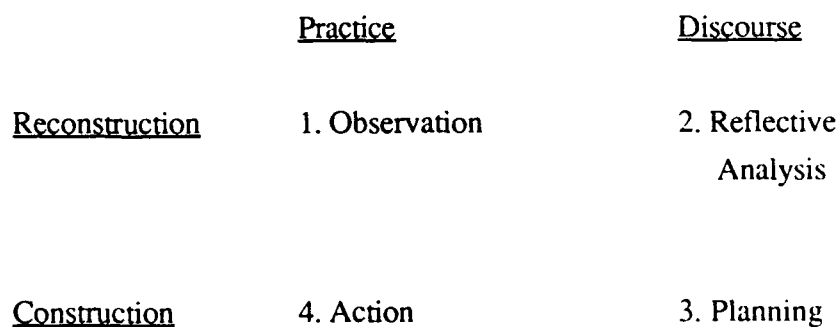 Practice Discourse
Reconstruction 1. Observation 2. Reflective
Analysis
Construction 4. Action 3. Planning